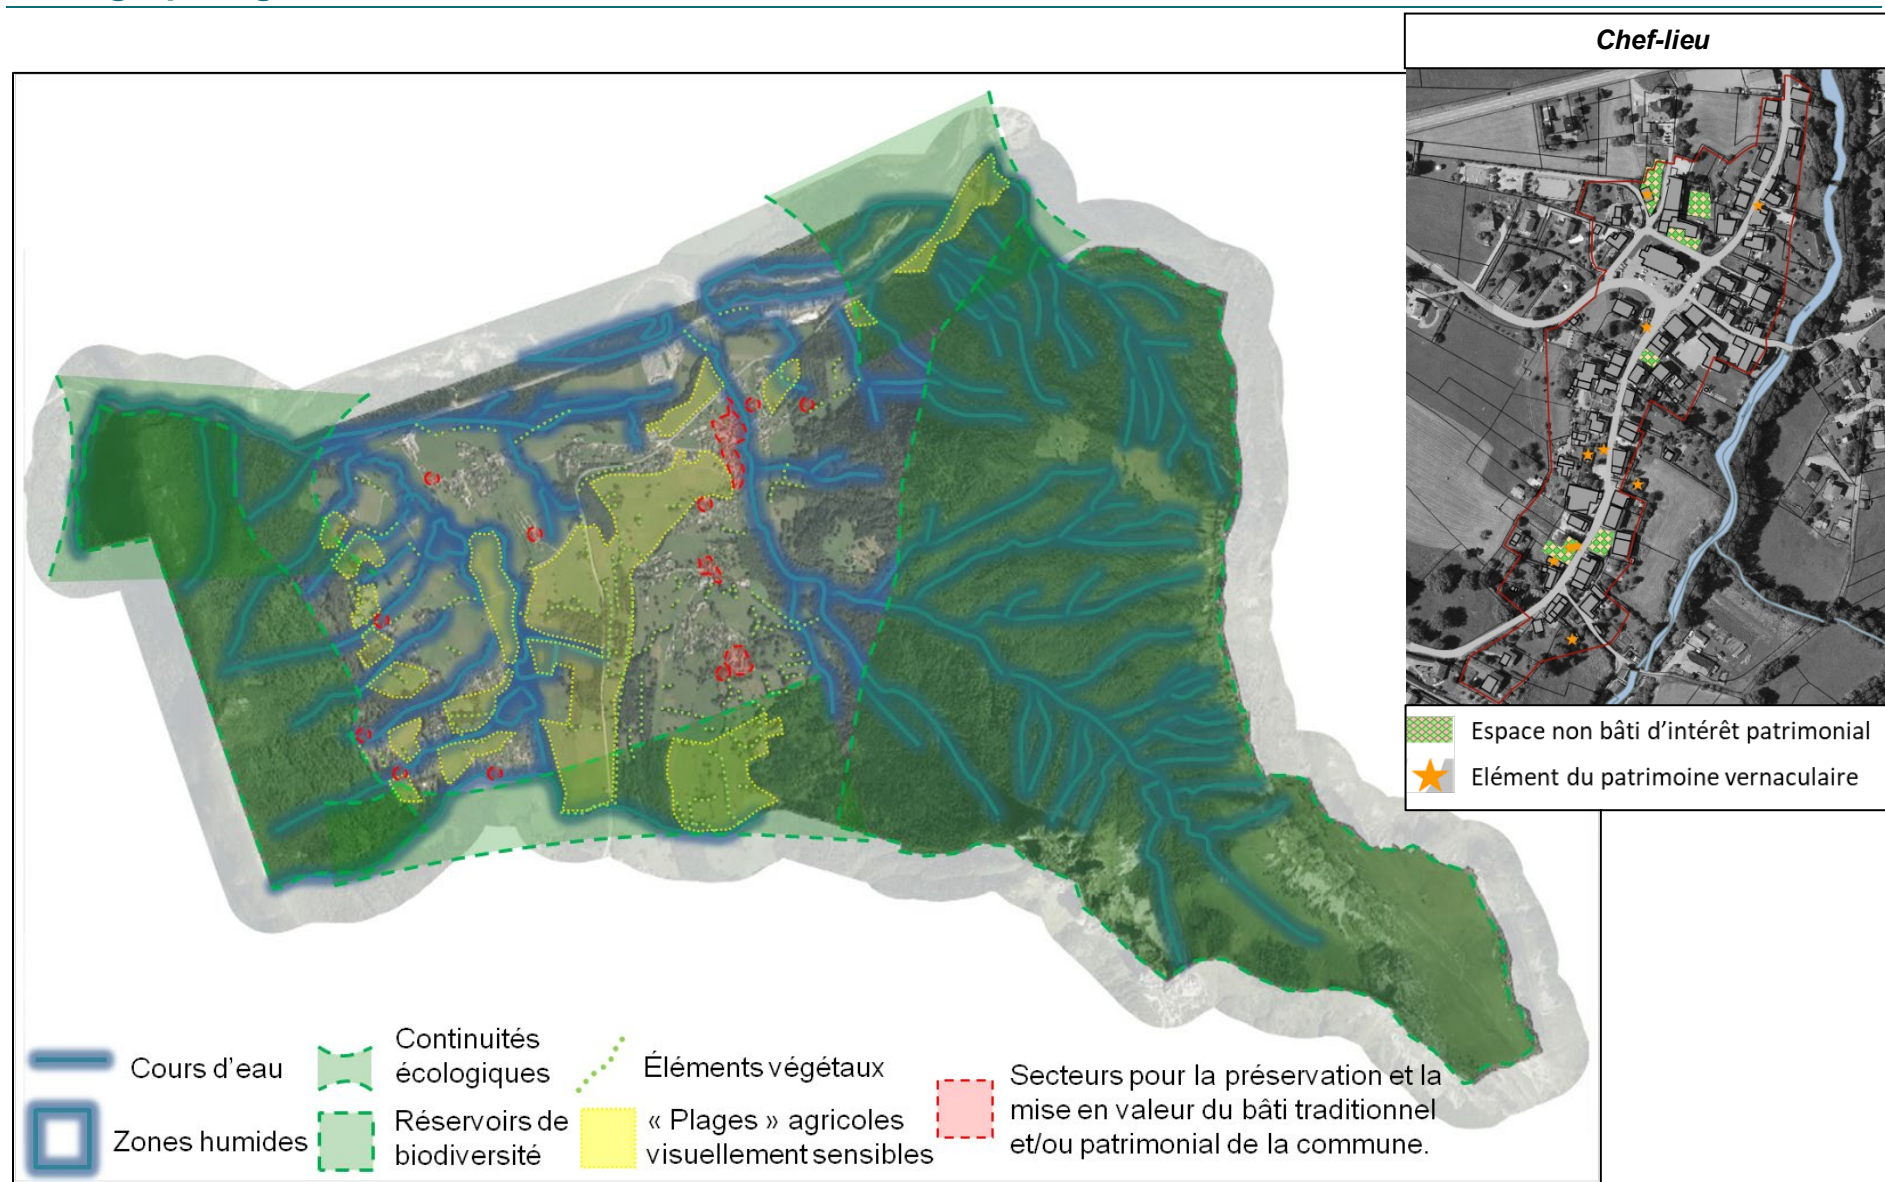 Chef-lieu
Espace non bâti d’intérêt patrimonial
Elément du patrimoine vernaculaire
Cours d’eau
Zones humides
Continuités
écologiques
Réservoirs de
biodiversité
Éléments végétaux
« Plages » agricoles
visuellement sensibles
Secteurs pour la préservation et la
mise en valeur du bâti traditionnel
et/ou patrimonial de la commune.